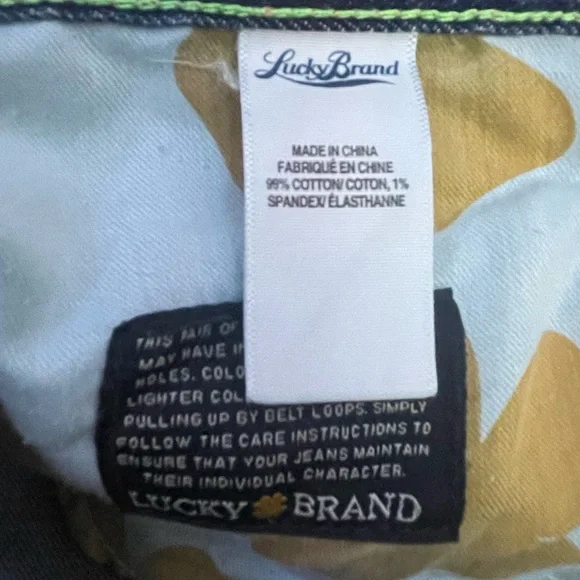 Lucky Brand
MADE IN CHINA
FABRIQUÉ EN CHINE
99% COTTON/ COTON, 1%
SPANDEX/ ÉLASTHANNE
THIS PAIR OF
MAY HAVE
HOLES. COLO
LIGHTER COL
PULLING UP BY BELT LOOPS. SIMPLY
FOLLOW THE CARE INSTRUCTIONS TO
ENSURE THAT YOUR JEANS MAINTAIN
THEIR INDIVIDUAL CHARACTER.
LUCKY BRAND